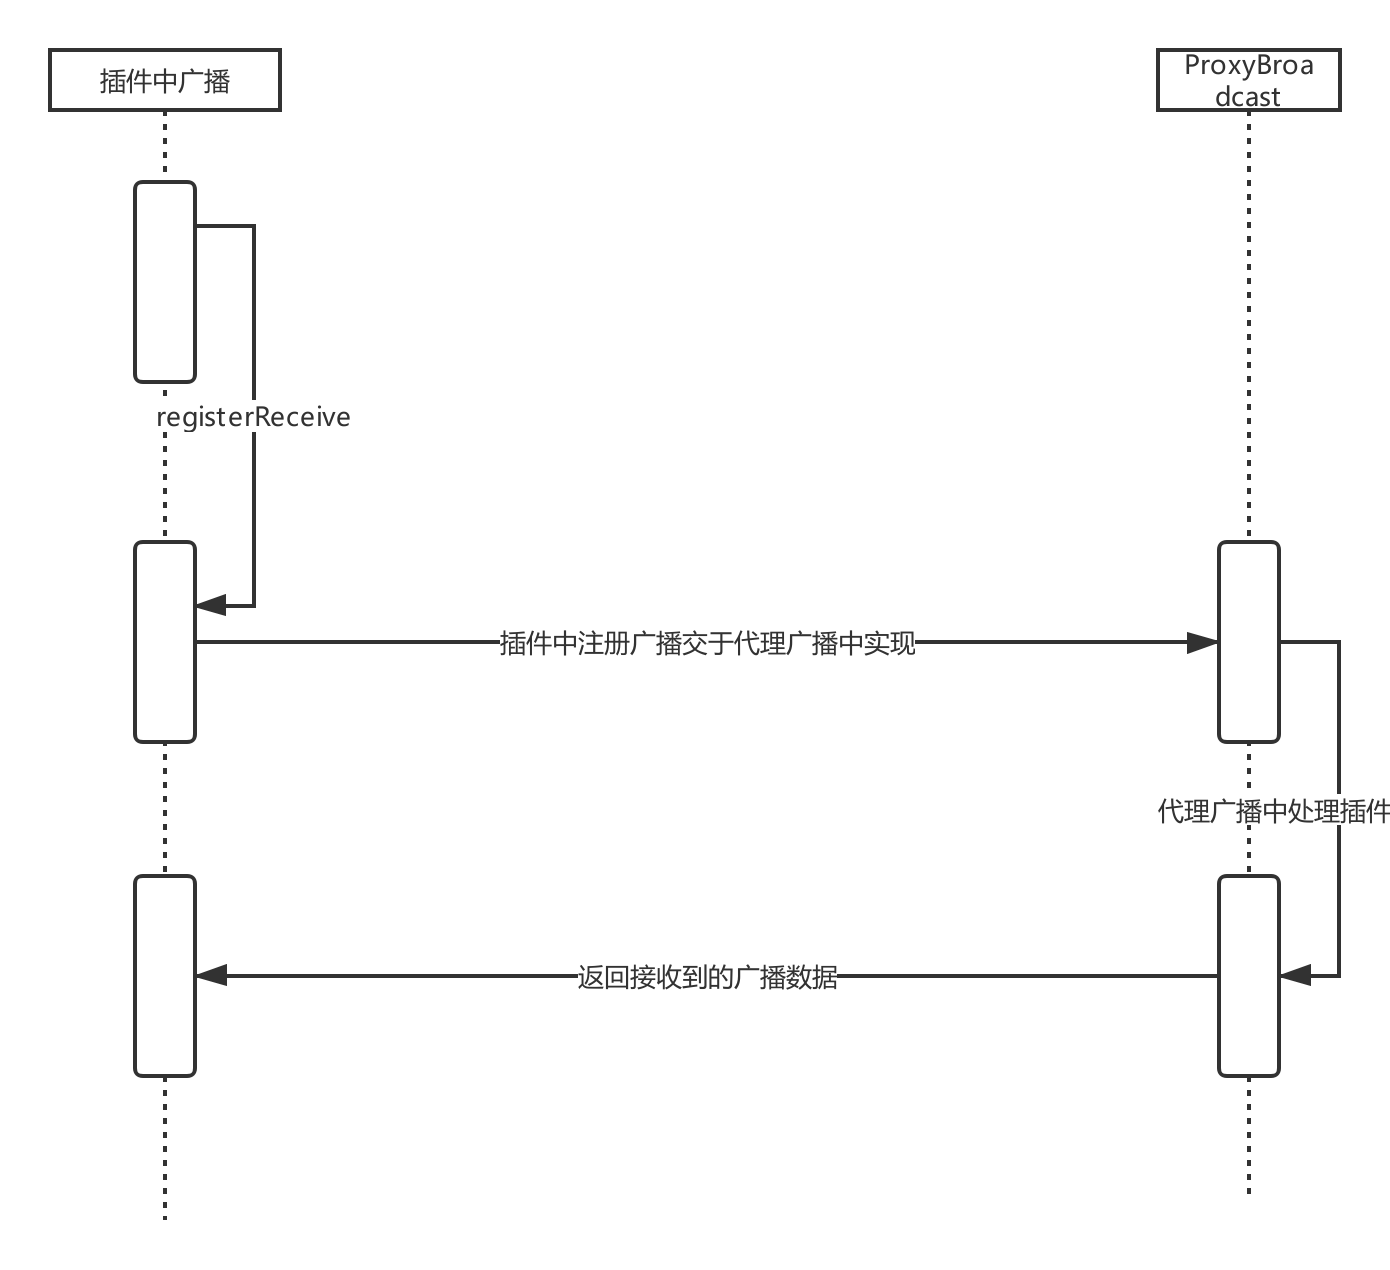 插件中广播
ProxyBroa
dcast
registerReceive
插件中注册广播交于代理广播中实现
代理广播中处理插件
返回接收到的广播数据